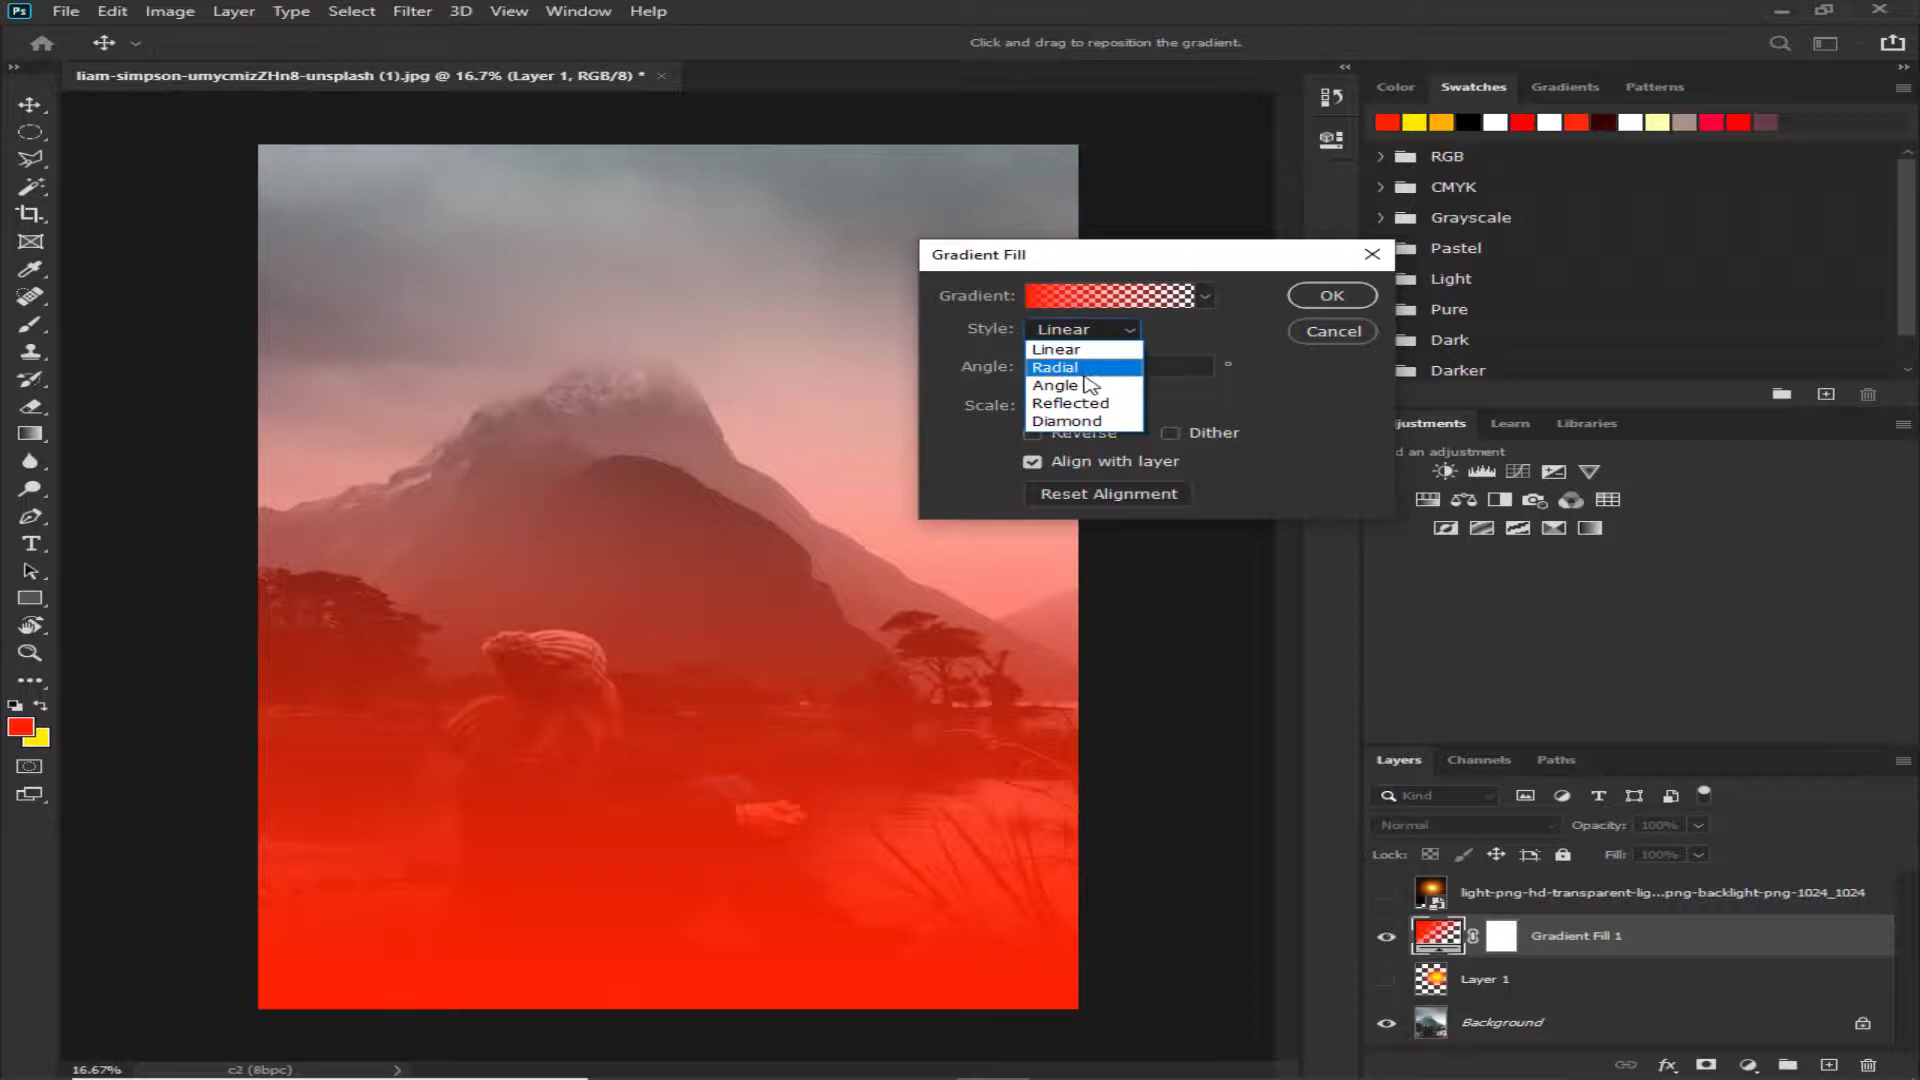 Ps File Edit Image Layer Type Select Filter 3D View Window Help
Click and drag to reposition the gradient.
liam-simpson-umycmizZHn8-unsplash (1).jpg @ 16.7% (Layer 1, RGB/8) *
Color Swatches Gradients Patterns
RGB
CMYK
Grayscale
Pastel
Light
Pure
Dark
Darker
Gradient Fill
Gradient:
OK
Style: Linear
Cancel
Linear
Radial
Angle
Reflected
Diamond
Angle: °
Scale:
Reverse Dither
Align with layer
Reset Alignment
justments Learn Libraries
d an adjustment
T
Layers Channels Paths
Kind
T
Normal Opacity: 100%
Lock: Fill: 100%
light-png-hd-transparent-lig...png-backlight-png-1024_1024
Gradient Fill 1
Layer 1
Background
fx
16.67% c2 (8bpc)